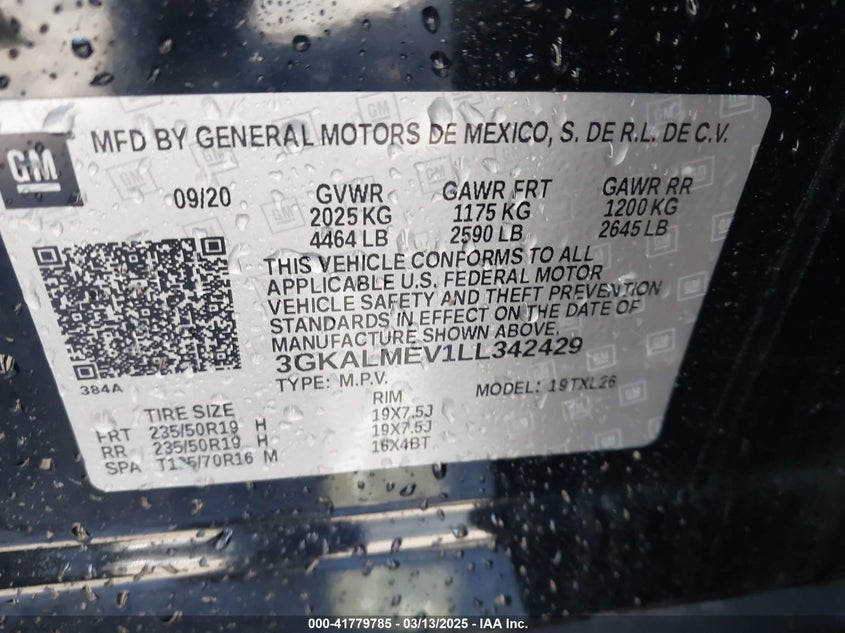 MFD BY GENERAL MOTORS DE MEXICO, S. DE R.L. DE C.V.
GM
09/20 GVWR GAWR FRT GAWR RR
2025 KG 1175 KG 1200 KG
4464 LB 2590 LB 2645 LB
THIS VEHICLE CONFORMS TO ALL
APPLICABLE U.S. FEDERAL MOTOR
VEHICLE SAFETY AND THEFT PREVENTION
STANDARDS IN EFFECT ON THE DATE OF
MANUFACTURE SHOWN ABOVE.
3GKALMEV1LL342429
384A
TYPE: M.P.V. MODEL: 19TXL26
TIRE SIZE RIM
FRT 235/50R19 H 19X7.5J
RR 235/50R19 H 19X7.5J
SPA T135/70R16 M 16X4BT
000-41779785 — 03/13/2025 — IAA Inc.